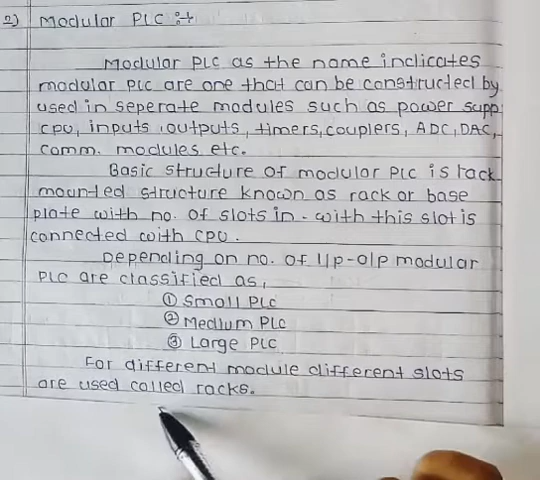 2) Modular PLC :-
Modular PLC as the name indicates
modular PLC are one that can be constructed by
used in seperate modules such as power supp
CPU, inputs, outputs, timers, couplers, ADC, DAC,
comm. modules etc.
Basic structure of modular PLC is rack
mounted structure known as rack or base
plate with no. of slots in - with this slot is
connected with CPU.
Depending on no. of I/p-o/p modular
PLC are classified as,
① Small PLC
② Medium PLC
③ Large PLC
For different module different slots
are used called racks.